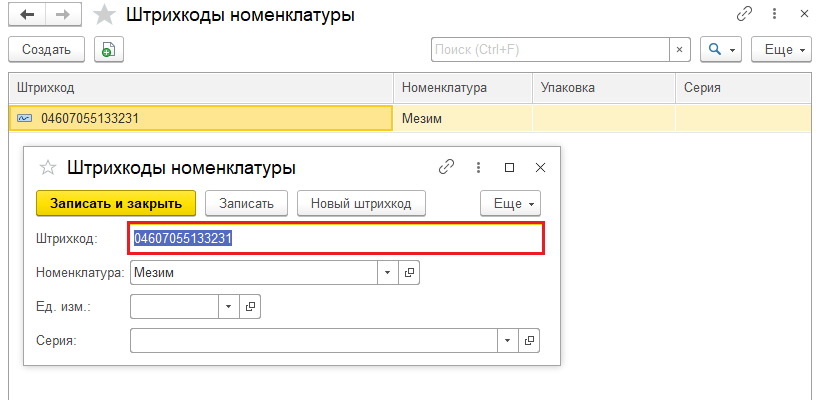 Штрихкоды номенклатуры
Создать
Поиск (Ctrl+F)
×
Еще
Штрихкод Номенклатура Упаковка Серия
04607055133231 Мезим
Штрихкоды номенклатуры
Записать и закрыть Записать Новый штрихкод Еще
Штрихкод: 04607055133231
Номенклатура: Мезим
Ед. изм.:
Серия: